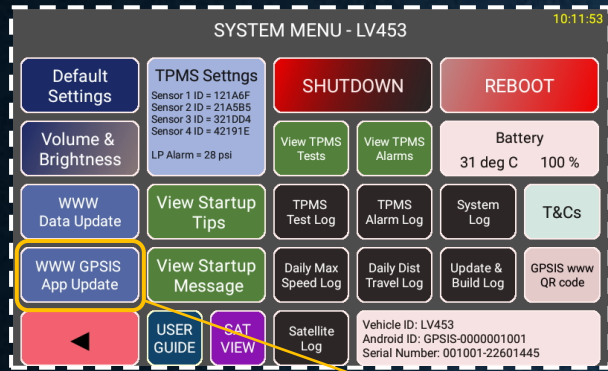 10:11:53
SYSTEM MENU - LV453
Default
Settings
TPMS Settngs
Sensor 1 ID = 121A6F
Sensor 2 ID = 21A5B5
Sensor 3 ID = 321DD4
Sensor 4 ID = 42191E
LP Alarm = 28 psi
SHUTDOWN
REBOOT
Volume &
Brightness
View TPMS
Tests
View TPMS
Alarms
Battery
31 deg C 100 %
WWW
Data Update
View Startup
Tips
TPMS
Test Log
TPMS
Alarm Log
System
Log
T&Cs
WWW GPSIS
App Update
View Startup
Message
Daily Max
Speed Log
Daily Dist
Travel Log
Update &
Build Log
GPSIS www
QR code
USER
GUIDE
SAT
VIEW
Satellite
Log
Vehicle ID: LV453
Android ID: GPSIS-0000001001
Serial Number: 001001-22601445